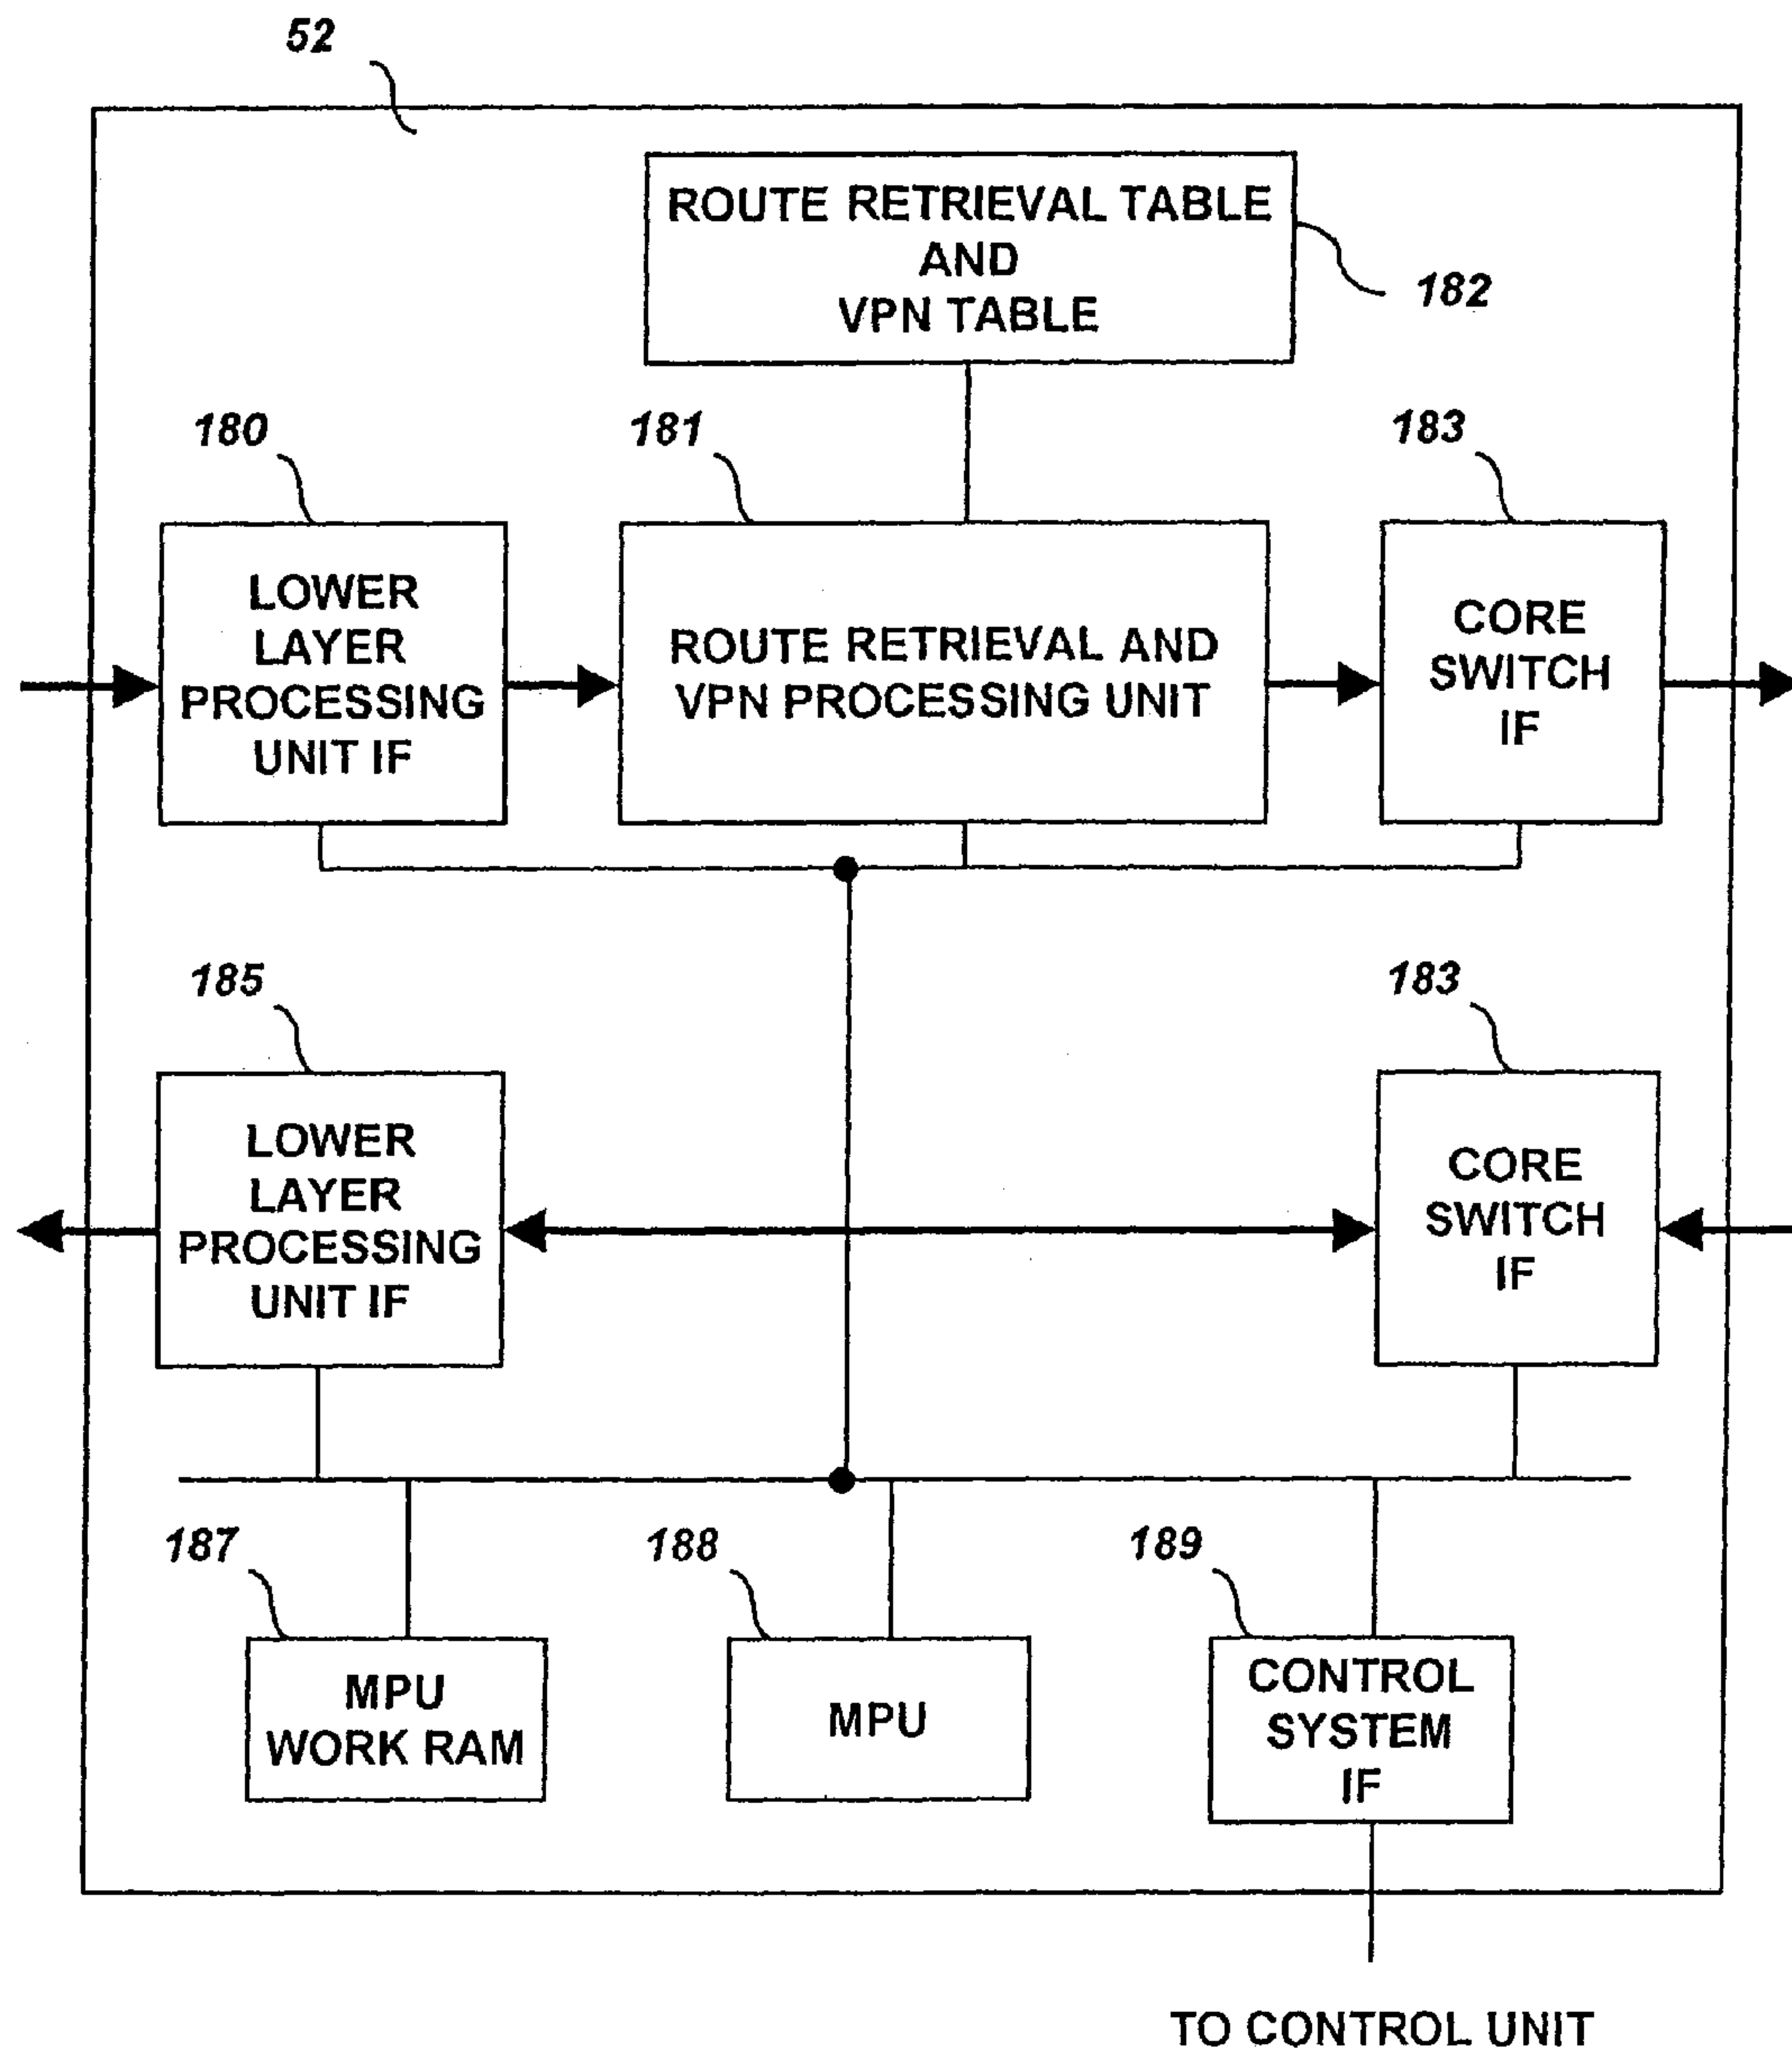 52
ROUTE RETRIEVAL TABLE
AND
VPN TABLE
182
180
181
183
LOWER
LAYER
PROCESSING
UNIT IF
ROUTE RETRIEVAL AND
VPN PROCESSING UNIT
CORE
SWITCH
IF
185
183
LOWER
LAYER
PROCESSING
UNIT IF
CORE
SWITCH
IF
187
188
189
MPU
WORK RAM
MPU
CONTROL
SYSTEM
IF
TO CONTROL UNIT